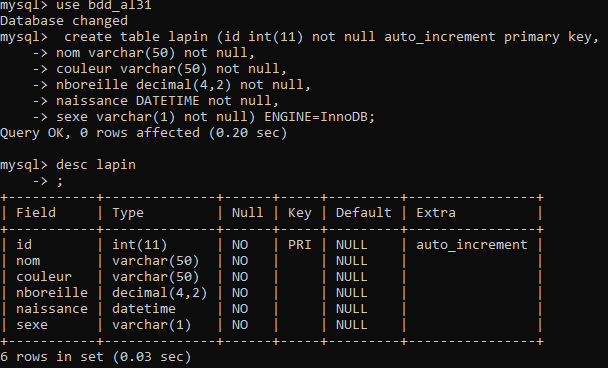 mysql> use bdd_al31
Database changed
mysql>  create table lapin (id int(11) not null auto_increment primary key,
    -> nom varchar(50) not null,
    -> couleur varchar(50) not null,
    -> nboreille decimal(4,2) not null,
    -> naissance DATETIME not null,
    -> sexe varchar(1) not null) ENGINE=InnoDB;
Query OK, 0 rows affected (0.20 sec)

mysql> desc lapin
    -> ;
+-----------+--------------+------+-----+---------+----------------+
| Field     | Type         | Null | Key | Default | Extra          |
+-----------+--------------+------+-----+---------+----------------+
| id        | int(11)      | NO   | PRI | NULL    | auto_increment |
| nom       | varchar(50)  | NO   |     | NULL    |                |
| couleur   | varchar(50)  | NO   |     | NULL    |                |
| nboreille | decimal(4,2) | NO   |     | NULL    |                |
| naissance | datetime     | NO   |     | NULL    |                |
| sexe      | varchar(1)   | NO   |     | NULL    |                |
+-----------+--------------+------+-----+---------+----------------+
6 rows in set (0.03 sec)